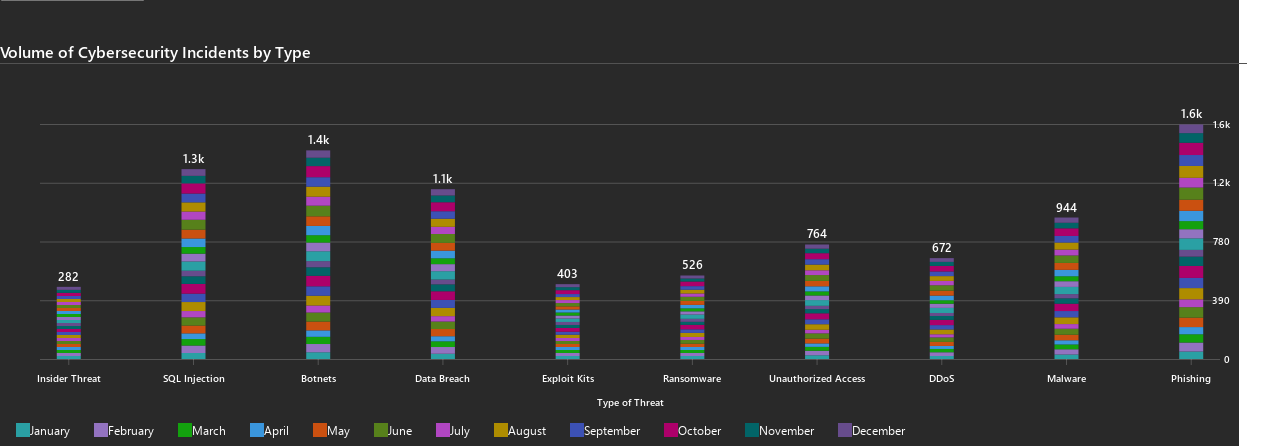 Volume of Cybersecurity Incidents by Type
1.6k
1.4k
1.3k
1.1k
944
764
672
526
403
282
1.6k
1.2k
780
390
0
Insider Threat SQL Injection Botnets Data Breach Exploit Kits Ransomware Unauthorized Access DDoS Malware Phishing
Type of Threat
January February March April May June July August September October November December